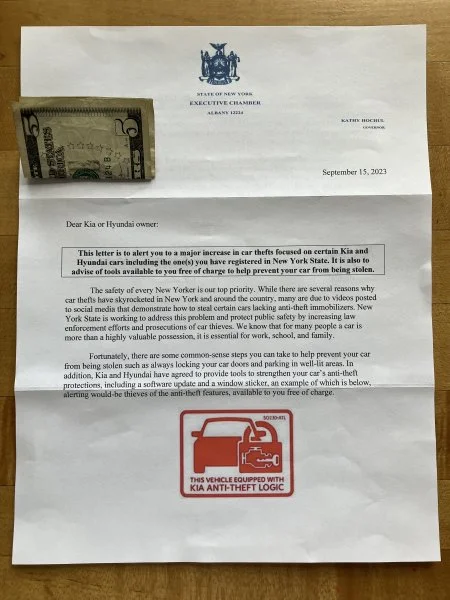 STATE OF NEW YORK
EXECUTIVE CHAMBER
ALBANY 12224
KATHY HOCHUL
GOVERNOR
5
5
September 15, 2023
Dear Kia or Hyundai owner:
This letter is to alert you to a major increase in car thefts focused on certain Kia and
Hyundai cars including the one(s) you have registered in New York State. It is also to
advise of tools available to you free of charge to help prevent your car from being stolen.
The safety of every New Yorker is our top priority. While there are several reasons why
car thefts have skyrocketed in New York and around the country, many are due to videos posted
to social media that demonstrate how to steal certain cars lacking anti-theft immobilizers. New
York State is working to address this problem and protect public safety by increasing law
enforcement efforts and prosecutions of car thieves. We know that for many people a car is
more than a highly valuable possession, it is essential for work, school, and family.
Fortunately, there are some common-sense steps you can take to help prevent your car
from being stolen such as always locking your car doors and parking in well-lit areas. In
addition, Kia and Hyundai have agreed to provide tools to strengthen your car's anti-theft
protections, including a software update and a window sticker, an example of which is below,
alerting would-be thieves of the anti-theft features, available to you free of charge.
THIS VEHICLE EQUIPPED WITH
KIA ANTI-THEFT LOGIC